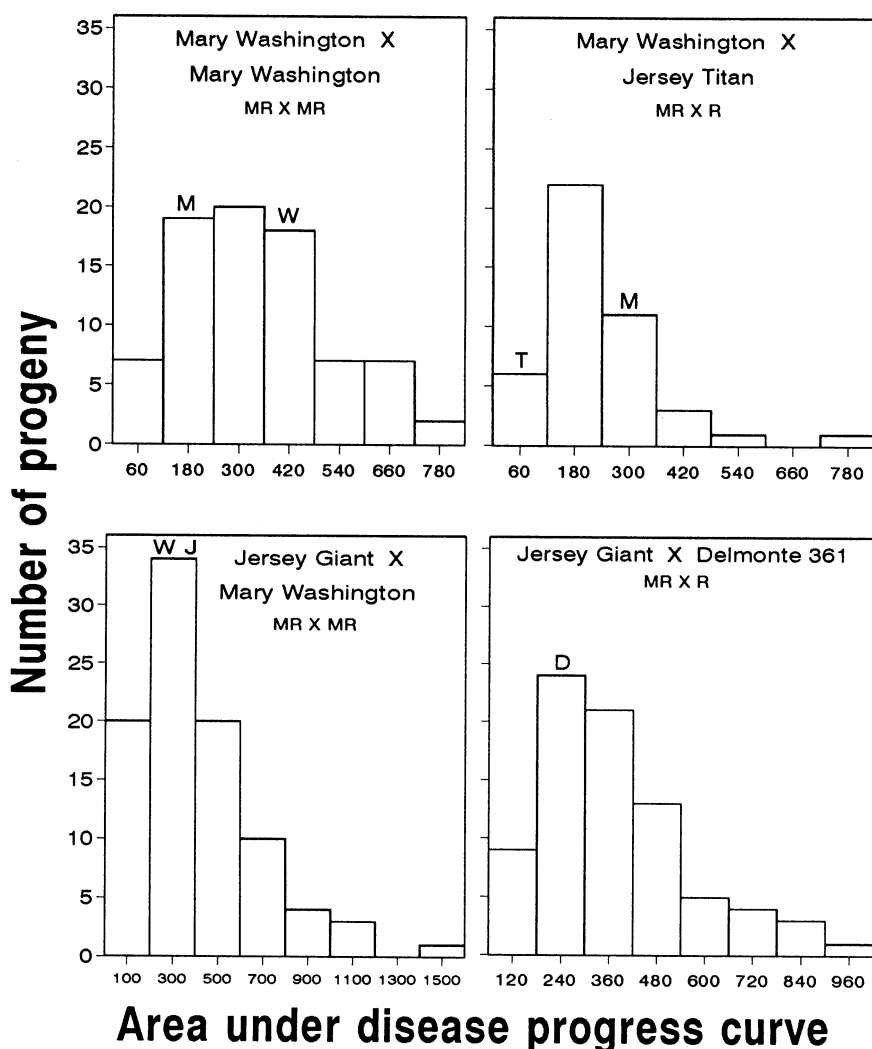 Number of progeny
35
30
25
20
15
10
5
0
Mary Washington X
Mary Washington
MR X MR
M
W
60 180 300 420 540 660 780
Mary Washington X
Jersey Titan
MR X R
T
M
60 180 300 420 540 660 780
35
30
25
20
15
10
5
0
W J
Jersey Giant X
Mary Washington
MR X MR
100 300 500 700 900 1100 1300 1500
Jersey Giant X Delmonte 361
MR X R
D
120 240 360 480 600 720 840 960
Area under disease progress curve